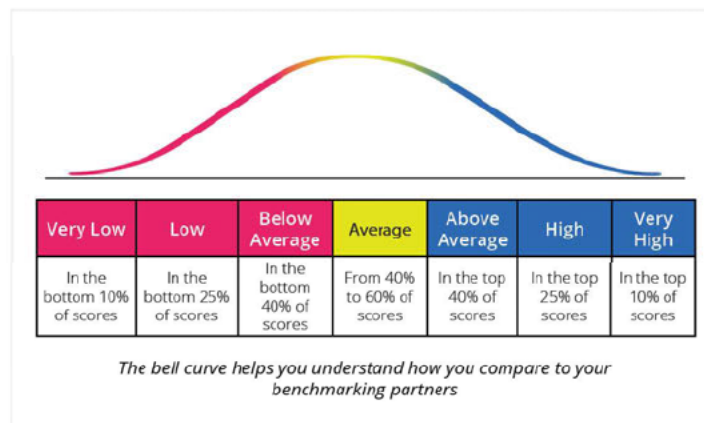 Very Low
Low
Below
Average
Average
Above
Average
High
Very
High
In the
bottom 10%
of scores
In the
bottom 25%
of scores
In the
bottom
40% of
scores
From 40%
to 60% of
scores
In the top
40% of
scores
In the top
25% of
scores
In the top
10% of
scores
The bell curve helps you understand how you compare to your
benchmarking partners